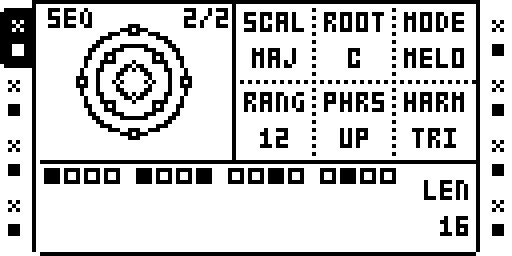 SEQ 2/2
SCAL ROOT MODE
MAJ C MELO
RANG PHRS HARM
12 UP TRI
LEN
16